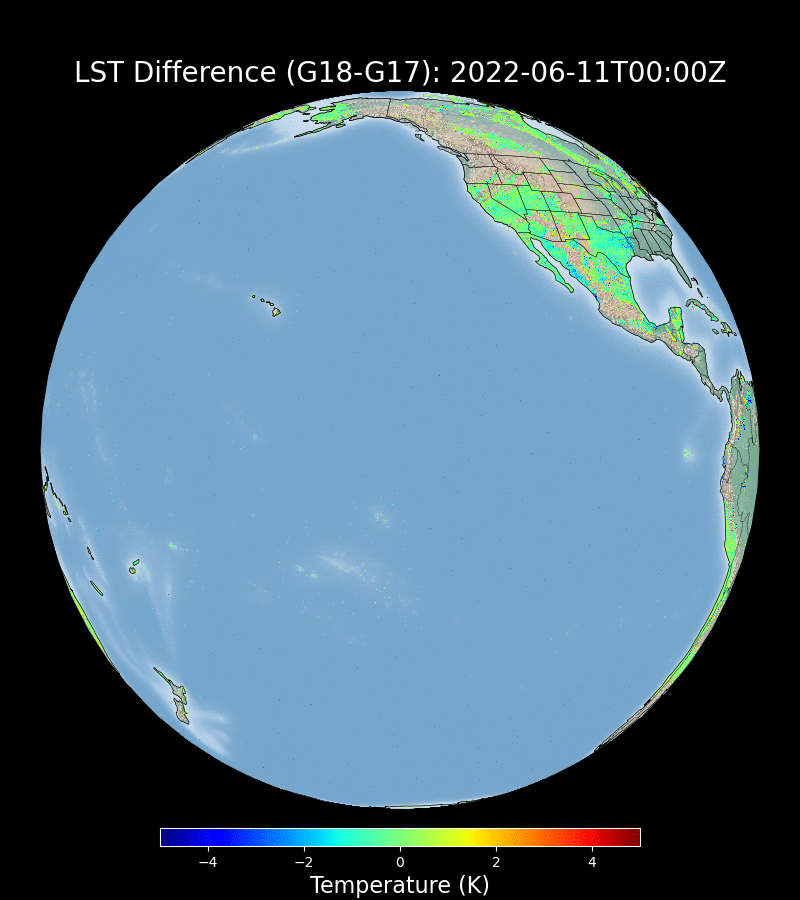 LST Difference (G18-G17): 2022-06-11T00:00Z
−4 −2 0 2 4
Temperature (K)